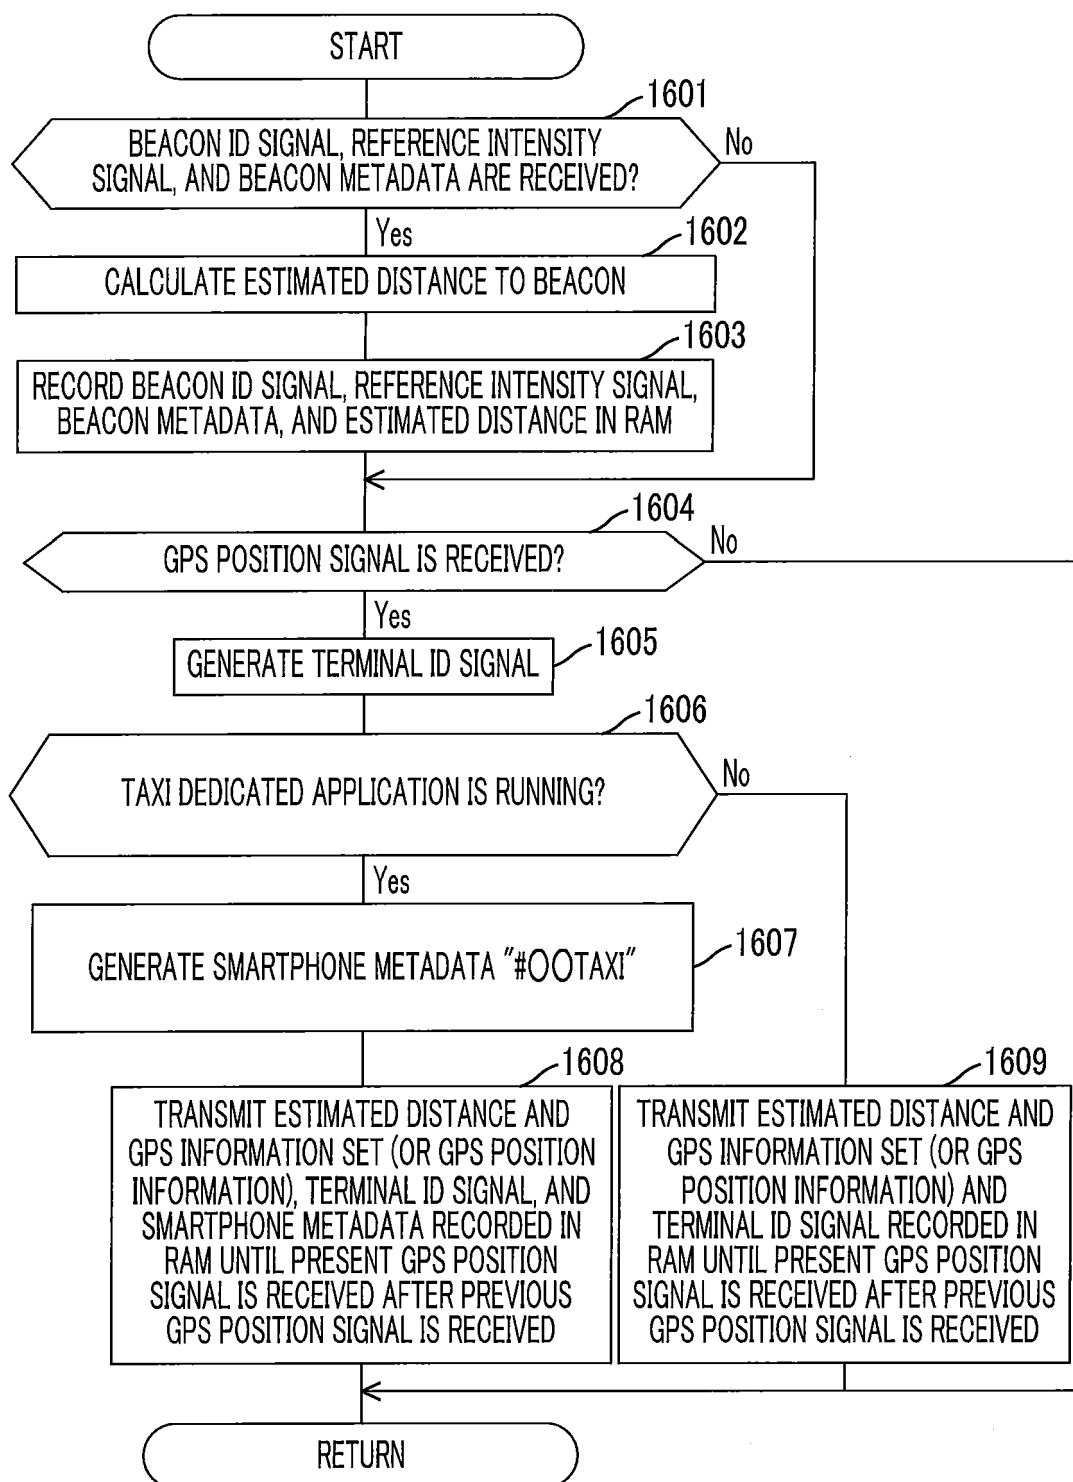 START
1601
BEACON ID SIGNAL, REFERENCE INTENSITY
SIGNAL, AND BEACON METADATA ARE RECEIVED?
No
Yes
1602
CALCULATE ESTIMATED DISTANCE TO BEACON
1603
RECORD BEACON ID SIGNAL, REFERENCE INTENSITY SIGNAL,
BEACON METADATA, AND ESTIMATED DISTANCE IN RAM
1604
GPS POSITION SIGNAL IS RECEIVED?
No
Yes
1605
GENERATE TERMINAL ID SIGNAL
1606
TAXI DEDICATED APPLICATION IS RUNNING?
No
Yes
1607
GENERATE SMARTPHONE METADATA "#○○TAXI"
1608
TRANSMIT ESTIMATED DISTANCE AND
GPS INFORMATION SET (OR GPS POSITION
INFORMATION), TERMINAL ID SIGNAL, AND
SMARTPHONE METADATA RECORDED IN
RAM UNTIL PRESENT GPS POSITION
SIGNAL IS RECEIVED AFTER PREVIOUS
GPS POSITION SIGNAL IS RECEIVED
1609
TRANSMIT ESTIMATED DISTANCE AND
GPS INFORMATION SET (OR GPS
POSITION INFORMATION) AND
TERMINAL ID SIGNAL RECORDED IN
RAM UNTIL PRESENT GPS POSITION
SIGNAL IS RECEIVED AFTER PREVIOUS
GPS POSITION SIGNAL IS RECEIVED
RETURN